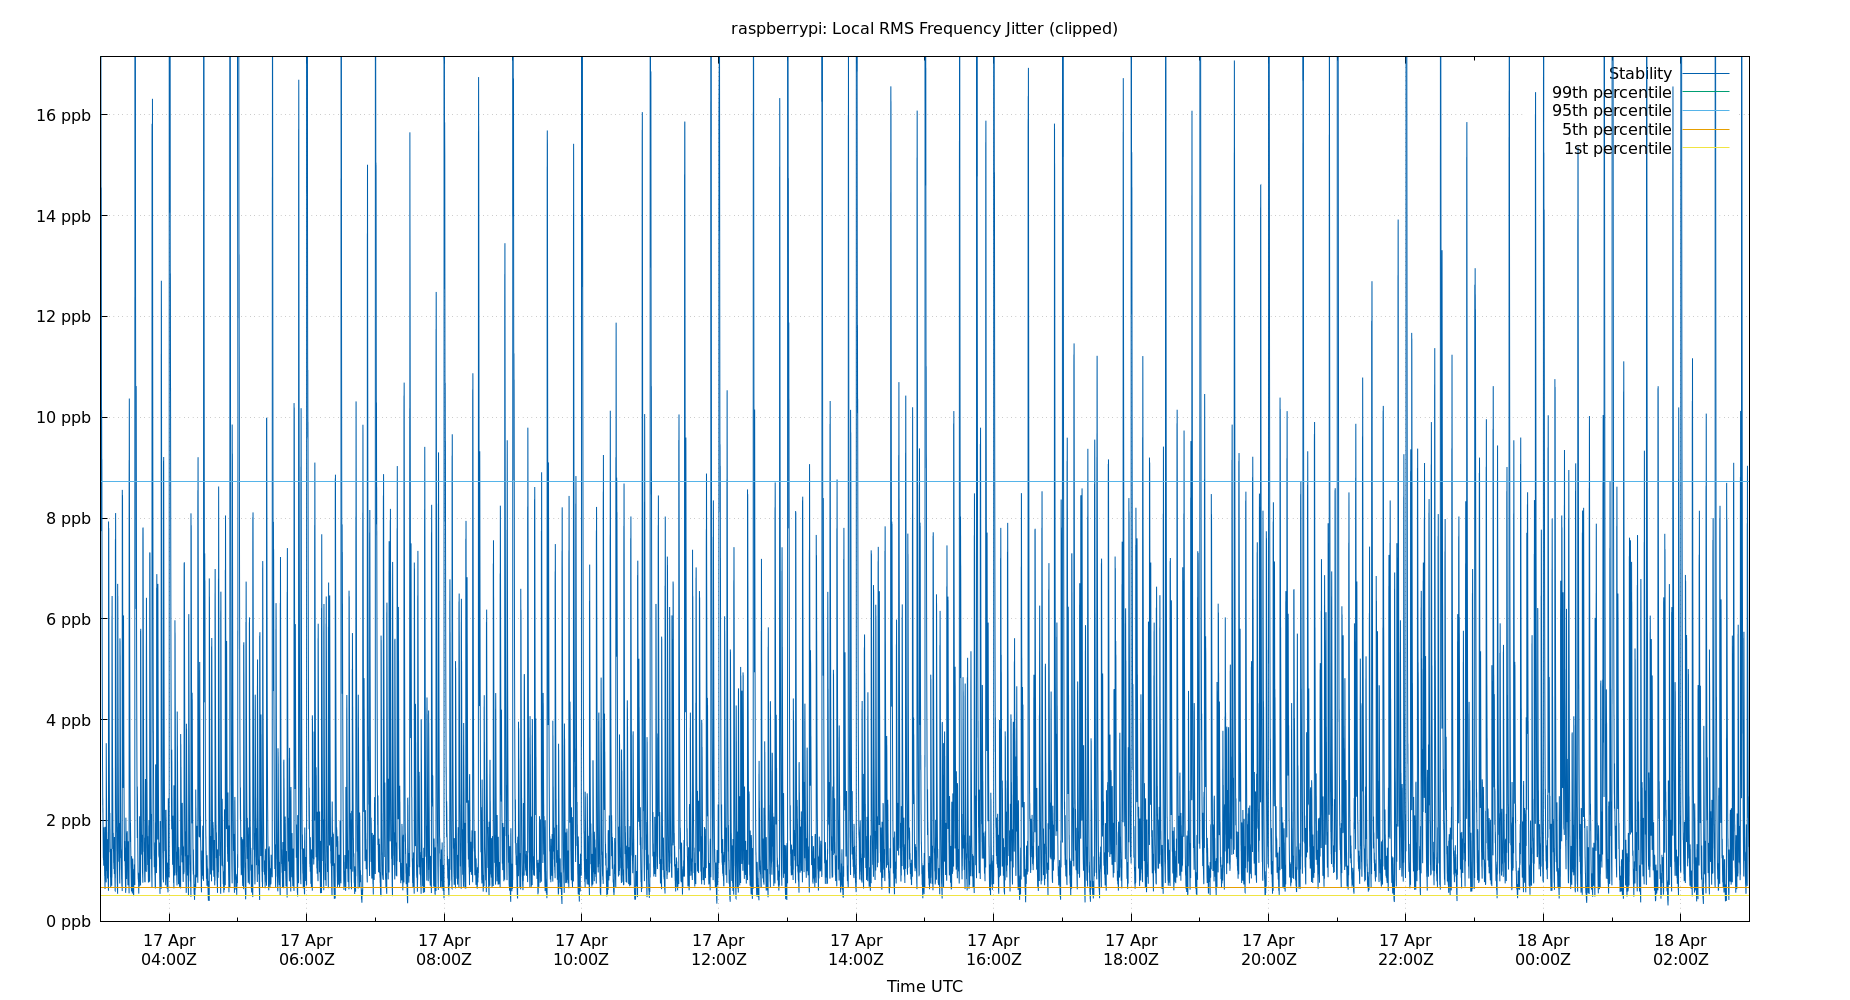 raspberrypi: Local RMS Frequency Jitter (clipped)
Stability
99th percentile
95th percentile
5th percentile
1st percentile
16 ppb
14 ppb
12 ppb
10 ppb
8 ppb
6 ppb
4 ppb
2 ppb
0 ppb
17 Apr 17 Apr 17 Apr 17 Apr 17 Apr 17 Apr 17 Apr 17 Apr 17 Apr 17 Apr 18 Apr 18 Apr
04:00Z 06:00Z 08:00Z 10:00Z 12:00Z 14:00Z 16:00Z 18:00Z 20:00Z 22:00Z 00:00Z 02:00Z
Time UTC